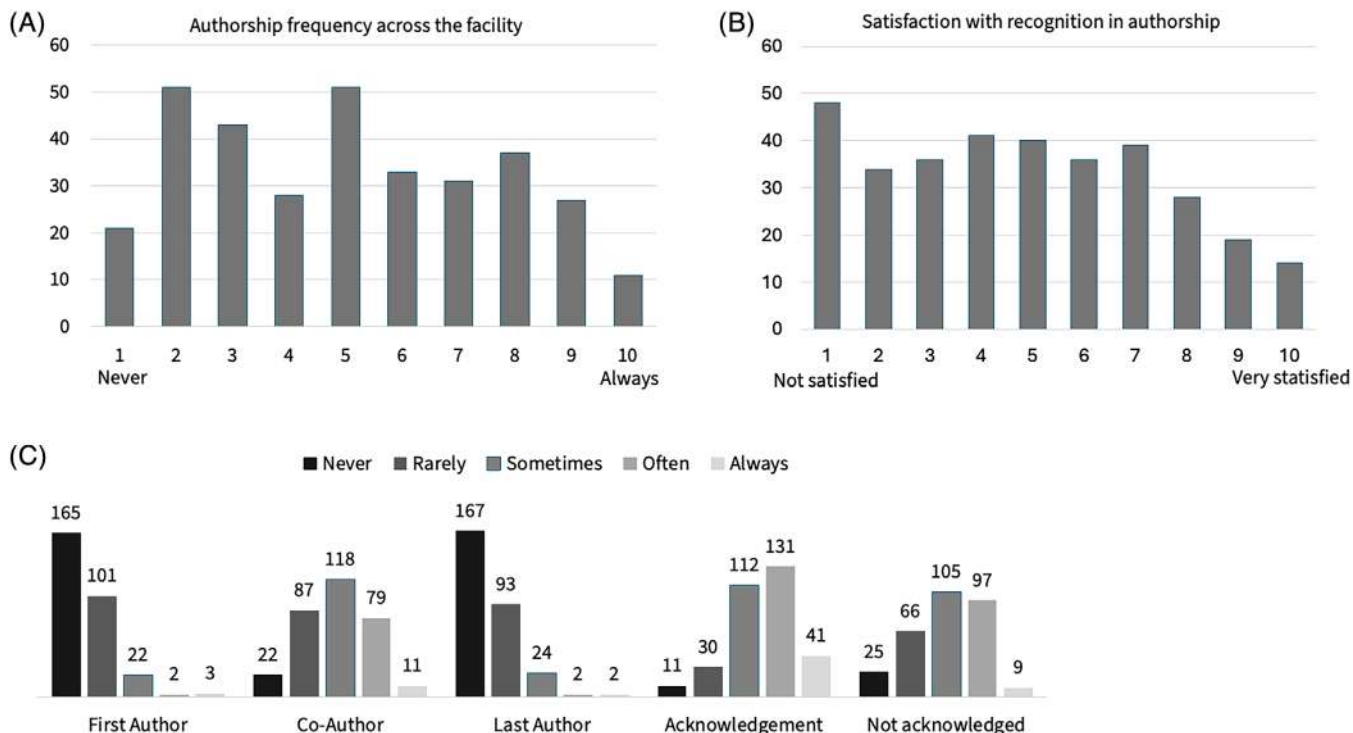 (A)
Authorship frequency across the facility
60
50
40
30
20
10
0
1 2 3 4 5 6 7 8 9 10
Never Always
(B)
Satisfaction with recognition in authorship
60
50
40
30
20
10
0
1 2 3 4 5 6 7 8 9 10
Not satisfied Very statisfied
(C)
Never Rarely Sometimes Often Always
165 101 22 2 3
22 87 118 79 11
167 93 24 2 2
11 30 112 131 41
25 66 105 97 9
First Author Co-Author Last Author Acknowledgement Not acknowledged